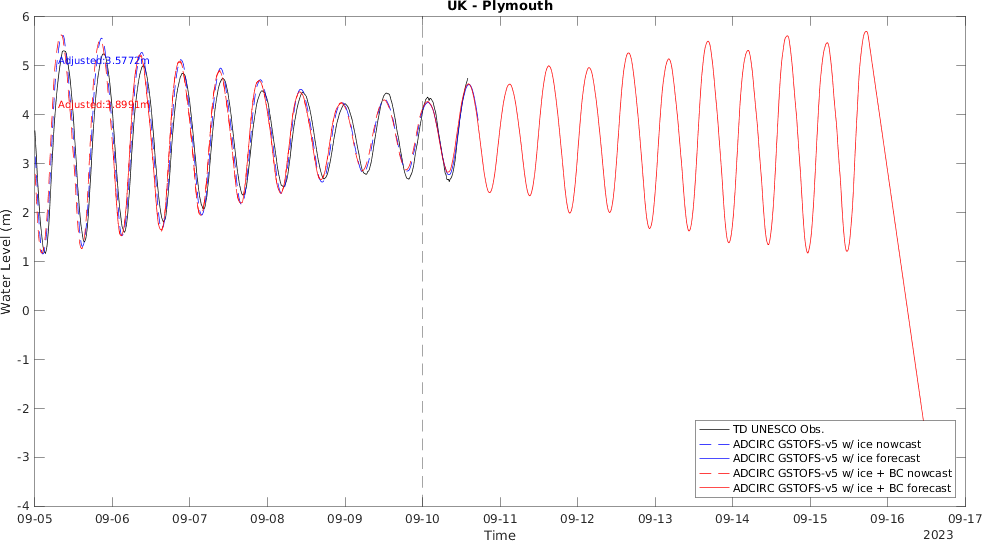 UK - Plymouth
6
5
4
3
2
1
0
-1
-2
-3
-4
Water Level (m)
Adjusted:3.5772m
Adjusted:3.8991m
TD UNESCO Obs.
ADCIRC GSTOFS-v5 w/ ice nowcast
ADCIRC GSTOFS-v5 w/ ice forecast
ADCIRC GSTOFS-v5 w/ ice + BC nowcast
ADCIRC GSTOFS-v5 w/ ice + BC forecast
09-05 09-06 09-07 09-08 09-09 09-10 09-11 09-12 09-13 09-14 09-15 09-16 09-17
Time
2023